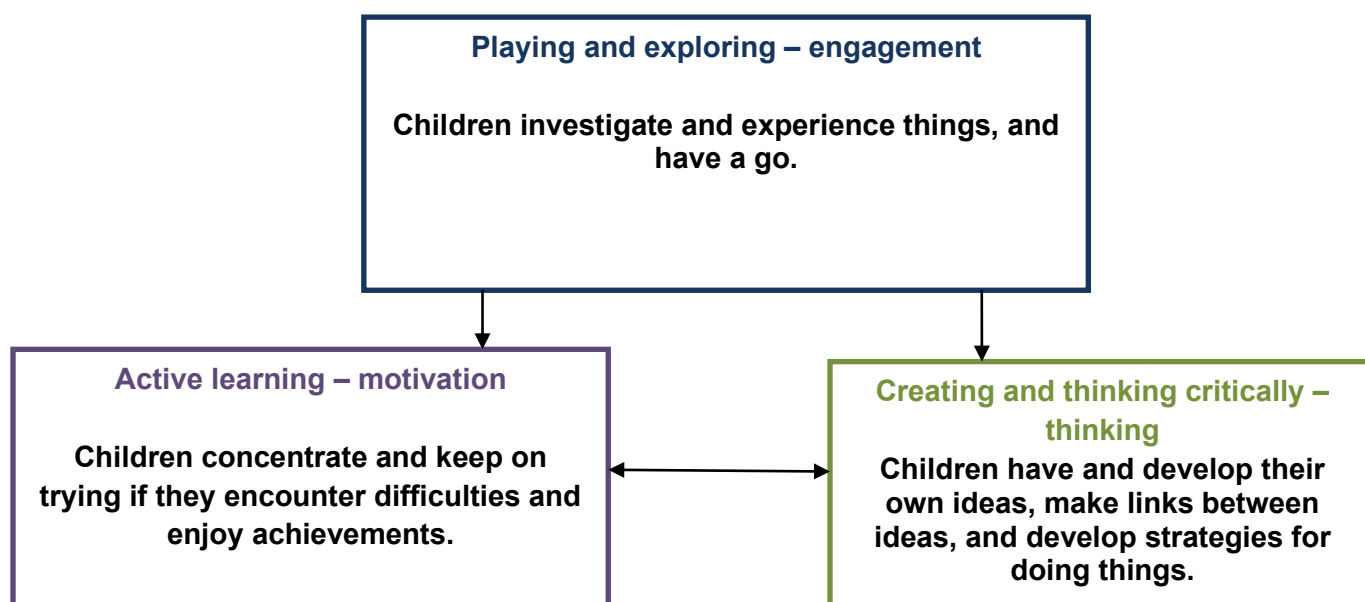 Playing and exploring – engagement
Children investigate and experience things, and
have a go.
Active learning – motivation
Children concentrate and keep on
trying if they encounter difficulties and
enjoy achievements.
Creating and thinking critically –
thinking
Children have and develop their
own ideas, make links between
ideas, and develop strategies for
doing things.